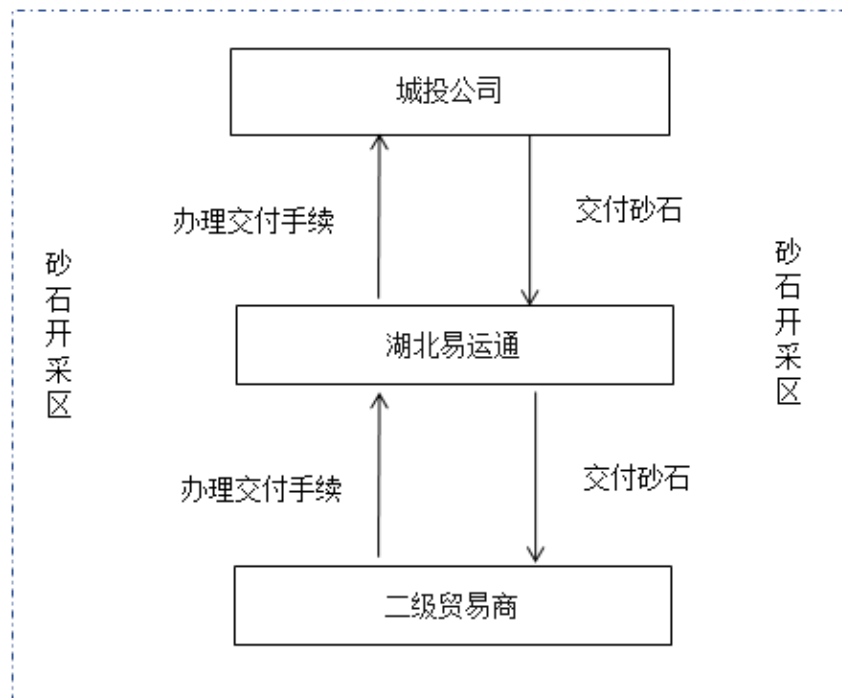 城投公司
办理交付手续
交付砂石
砂石开采区
砂石开采区
湖北易运通
办理交付手续
交付砂石
二级贸易商